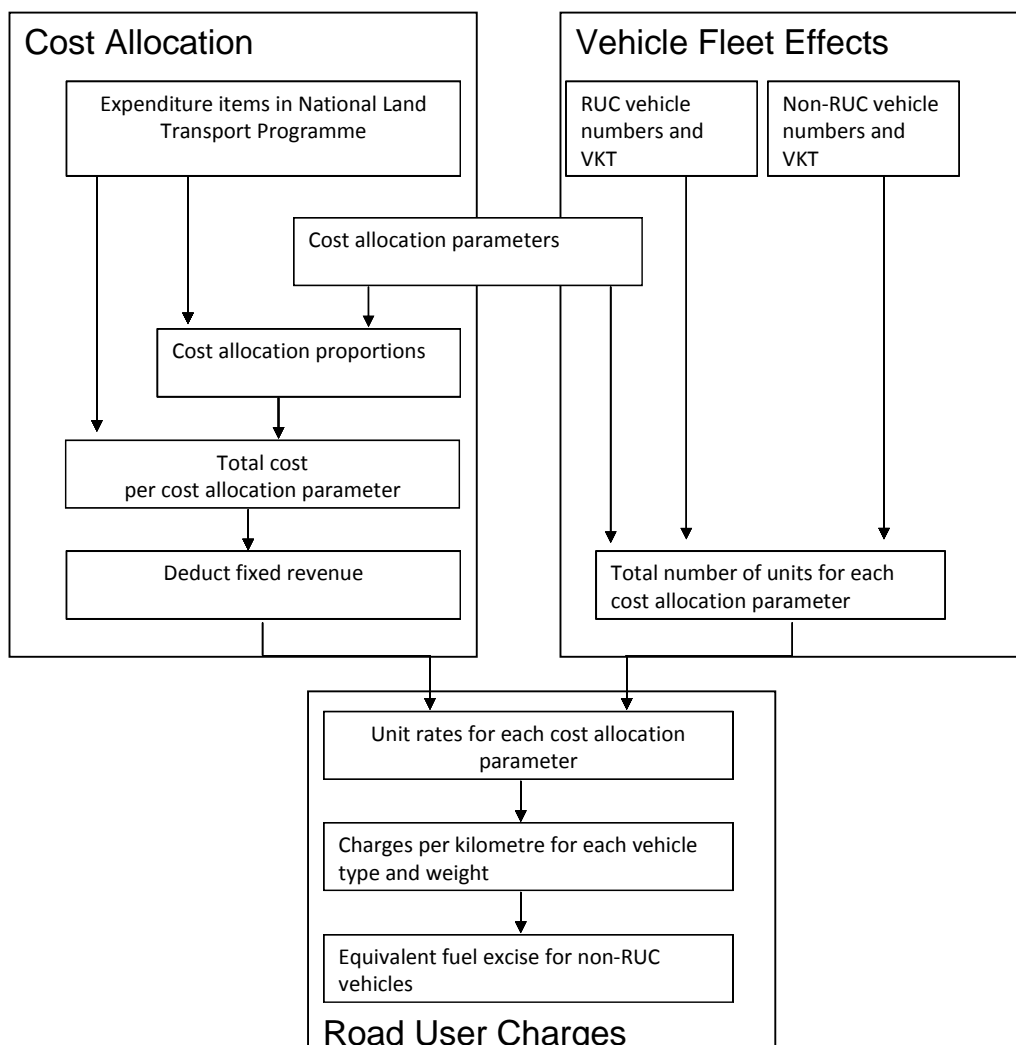 Cost Allocation
Expenditure items in National Land
Transport Programme
Vehicle Fleet Effects
RUC vehicle
numbers and
VKT
Non-RUC vehicle
numbers and
VKT
Cost allocation parameters
Cost allocation proportions
Total cost
per cost allocation parameter
Deduct fixed revenue
Total number of units for each
cost allocation parameter
Unit rates for each cost allocation
parameter
Charges per kilometre for each vehicle
type and weight
Equivalent fuel excise for non-RUC
vehicles
Road User Charges